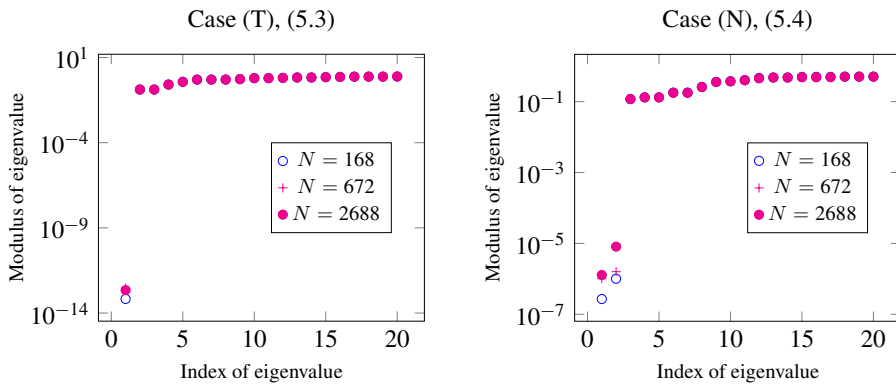 Case (T), (5.3)
10^1
10^-4
10^-9
10^-14
Modulus of eigenvalue
N = 168
N = 672
N = 2688
0 5 10 15 20
Index of eigenvalue
Case (N), (5.4)
10^-1
10^-3
10^-5
10^-7
Modulus of eigenvalue
N = 168
N = 672
N = 2688
0 5 10 15 20
Index of eigenvalue